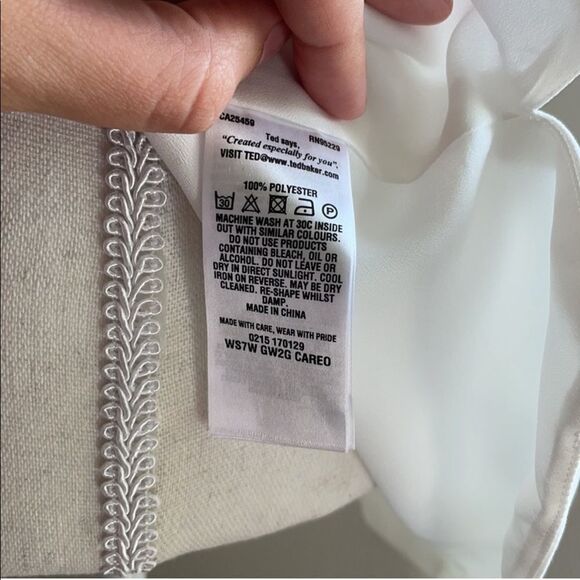 CA25459 RN95229
Ted says,
"Created especially for you".
VISIT TED@www.tedbaker.com
100% POLYESTER
30 P
MACHINE WASH AT 30C INSIDE
OUT WITH SIMILAR COLOURS.
DO NOT USE PRODUCTS
CONTAINING BLEACH, OIL OR
ALCOHOL. DO NOT LEAVE OR
DRY IN DIRECT SUNLIGHT. COOL
IRON ON REVERSE. MAY BE DRY
CLEANED. RE-SHAPE WHILST
DAMP.
MADE IN CHINA
MADE WITH CARE, WEAR WITH PRIDE
0215 170129
WS7W GW2G CAREO